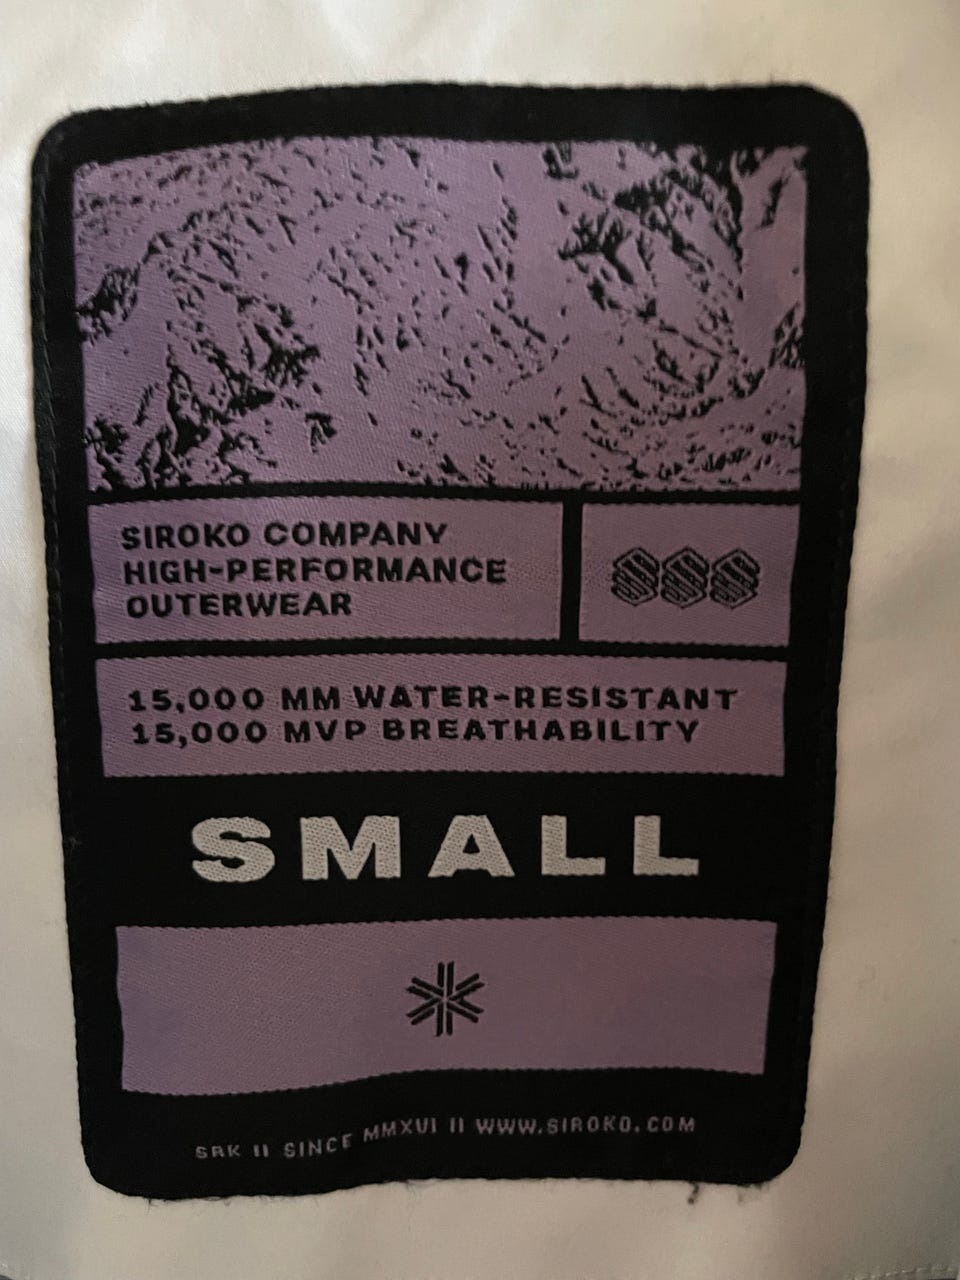 SIROKO COMPANY
HIGH-PERFORMANCE
OUTERWEAR
15,000 MM WATER-RESISTANT
15,000 MVP BREATHABILITY
SMALL
SRK II SINCE MMXVI II WWW.SIROKO.COM